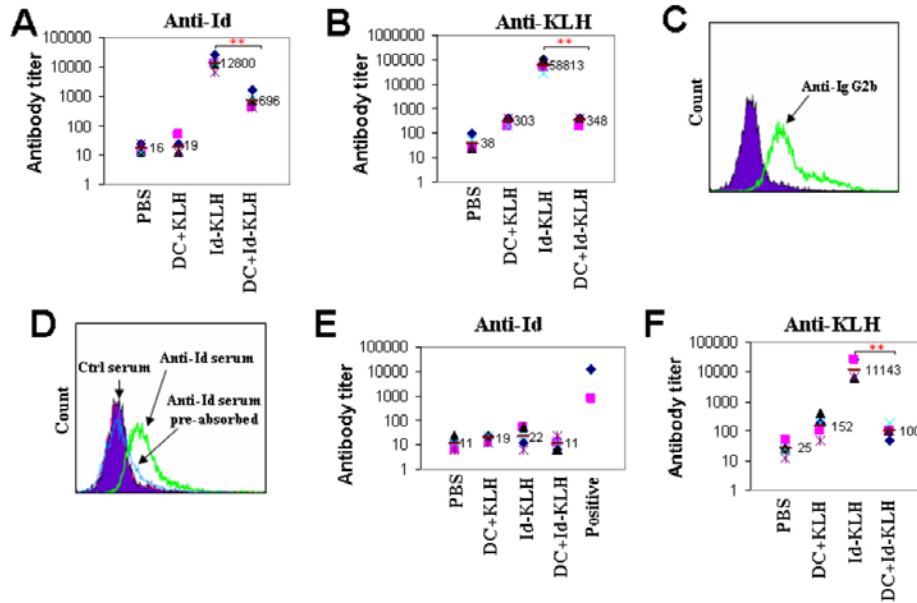 A
Anti-Id
Antibody titer
100000
10000
1000
100
10
1
**
12800
696
16
19
PBS
DC+KLH
Id-KLH
DC+Id-KLH
B
Anti-KLH
Antibody titer
100000
10000
1000
100
10
1
**
58813
303
348
38
PBS
DC+KLH
Id-KLH
DC+Id-KLH
C
Count
Anti-Ig G2b
D
Count
Ctrl serum
Anti-Id serum
Anti-Id serum
pre-absorbed
E
Anti-Id
Antibody titer
100000
10000
1000
100
10
1
11
19
22
11
PBS
DC+KLH
Id-KLH
DC+Id-KLH
Positive
F
Anti-KLH
Antibody titer
100000
10000
1000
100
10
1
**
11143
152
100
25
PBS
DC+KLH
Id-KLH
DC+Id-KLH